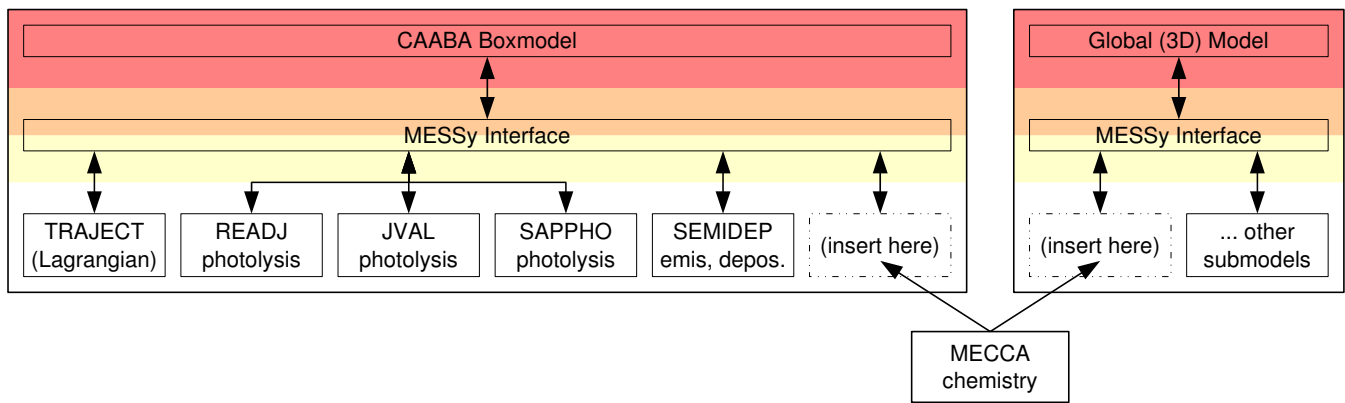 CAABA Boxmodel
MESSy Interface
TRAJECT
(Lagrangian)
READJ
photolysis
JVAL
photolysis
SAPPHO
photolysis
SEMIDEP
emis, depos.
(insert here)
Global (3D) Model
MESSy Interface
(insert here)
... other
submodels
MECCA
chemistry